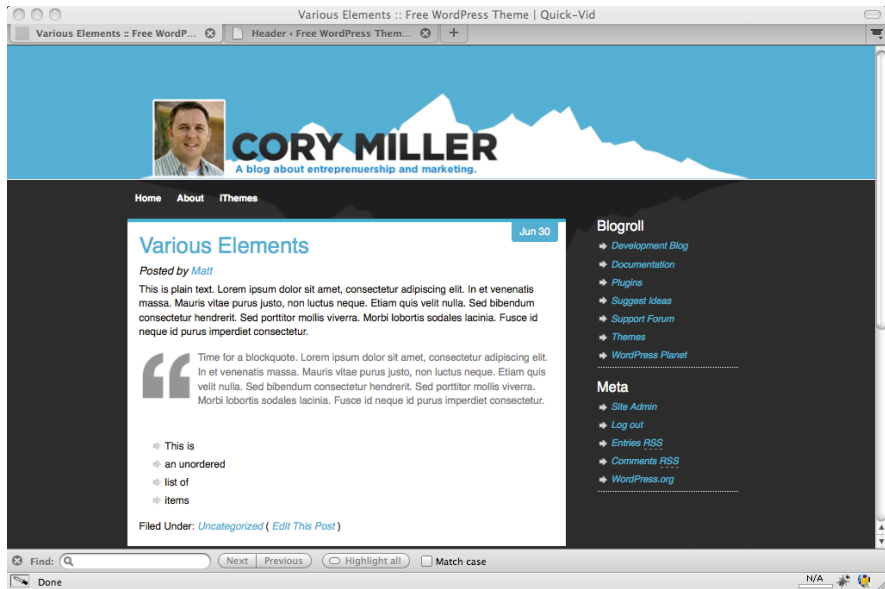 Various Elements :: Free WordPress Theme | Quick-Vid
Various Elements :: Free WordP...
Header ‹ Free WordPress Them...
CORY MILLER
A blog about entreprenuership and marketing.
Home About IThemes
Jun 30
Various Elements
Posted by Matt
This is plain text. Lorem ipsum dolor sit amet, consectetur adipiscing elit. In et venenatis
massa. Mauris vitae purus justo, non luctus neque. Etiam quis velit nulla. Sed bibendum
consectetur hendrerit. Sed porttitor mollis viverra. Morbi lobortis sodales lacinia. Fusce id
neque id purus imperdiet consectetur.
Time for a blockquote. Lorem ipsum dolor sit amet, consectetur adipiscing elit.
In et venenatis massa. Mauris vitae purus justo, non luctus neque. Etiam quis
velit nulla. Sed bibendum consectetur hendrerit. Sed porttitor mollis viverra.
Morbi lobortis sodales lacinia. Fusce id neque id purus imperdiet consectetur.
This is
an unordered
list of
items
Filed Under: Uncategorized ( Edit This Post )
Blogroll
Development Blog
Documentation
Plugins
Suggest Ideas
Support Forum
Themes
WordPress Planet
Meta
Site Admin
Log out
Entries RSS
Comments RSS
WordPress.org
Find: Next Previous Highlight all Match case
Done N/A